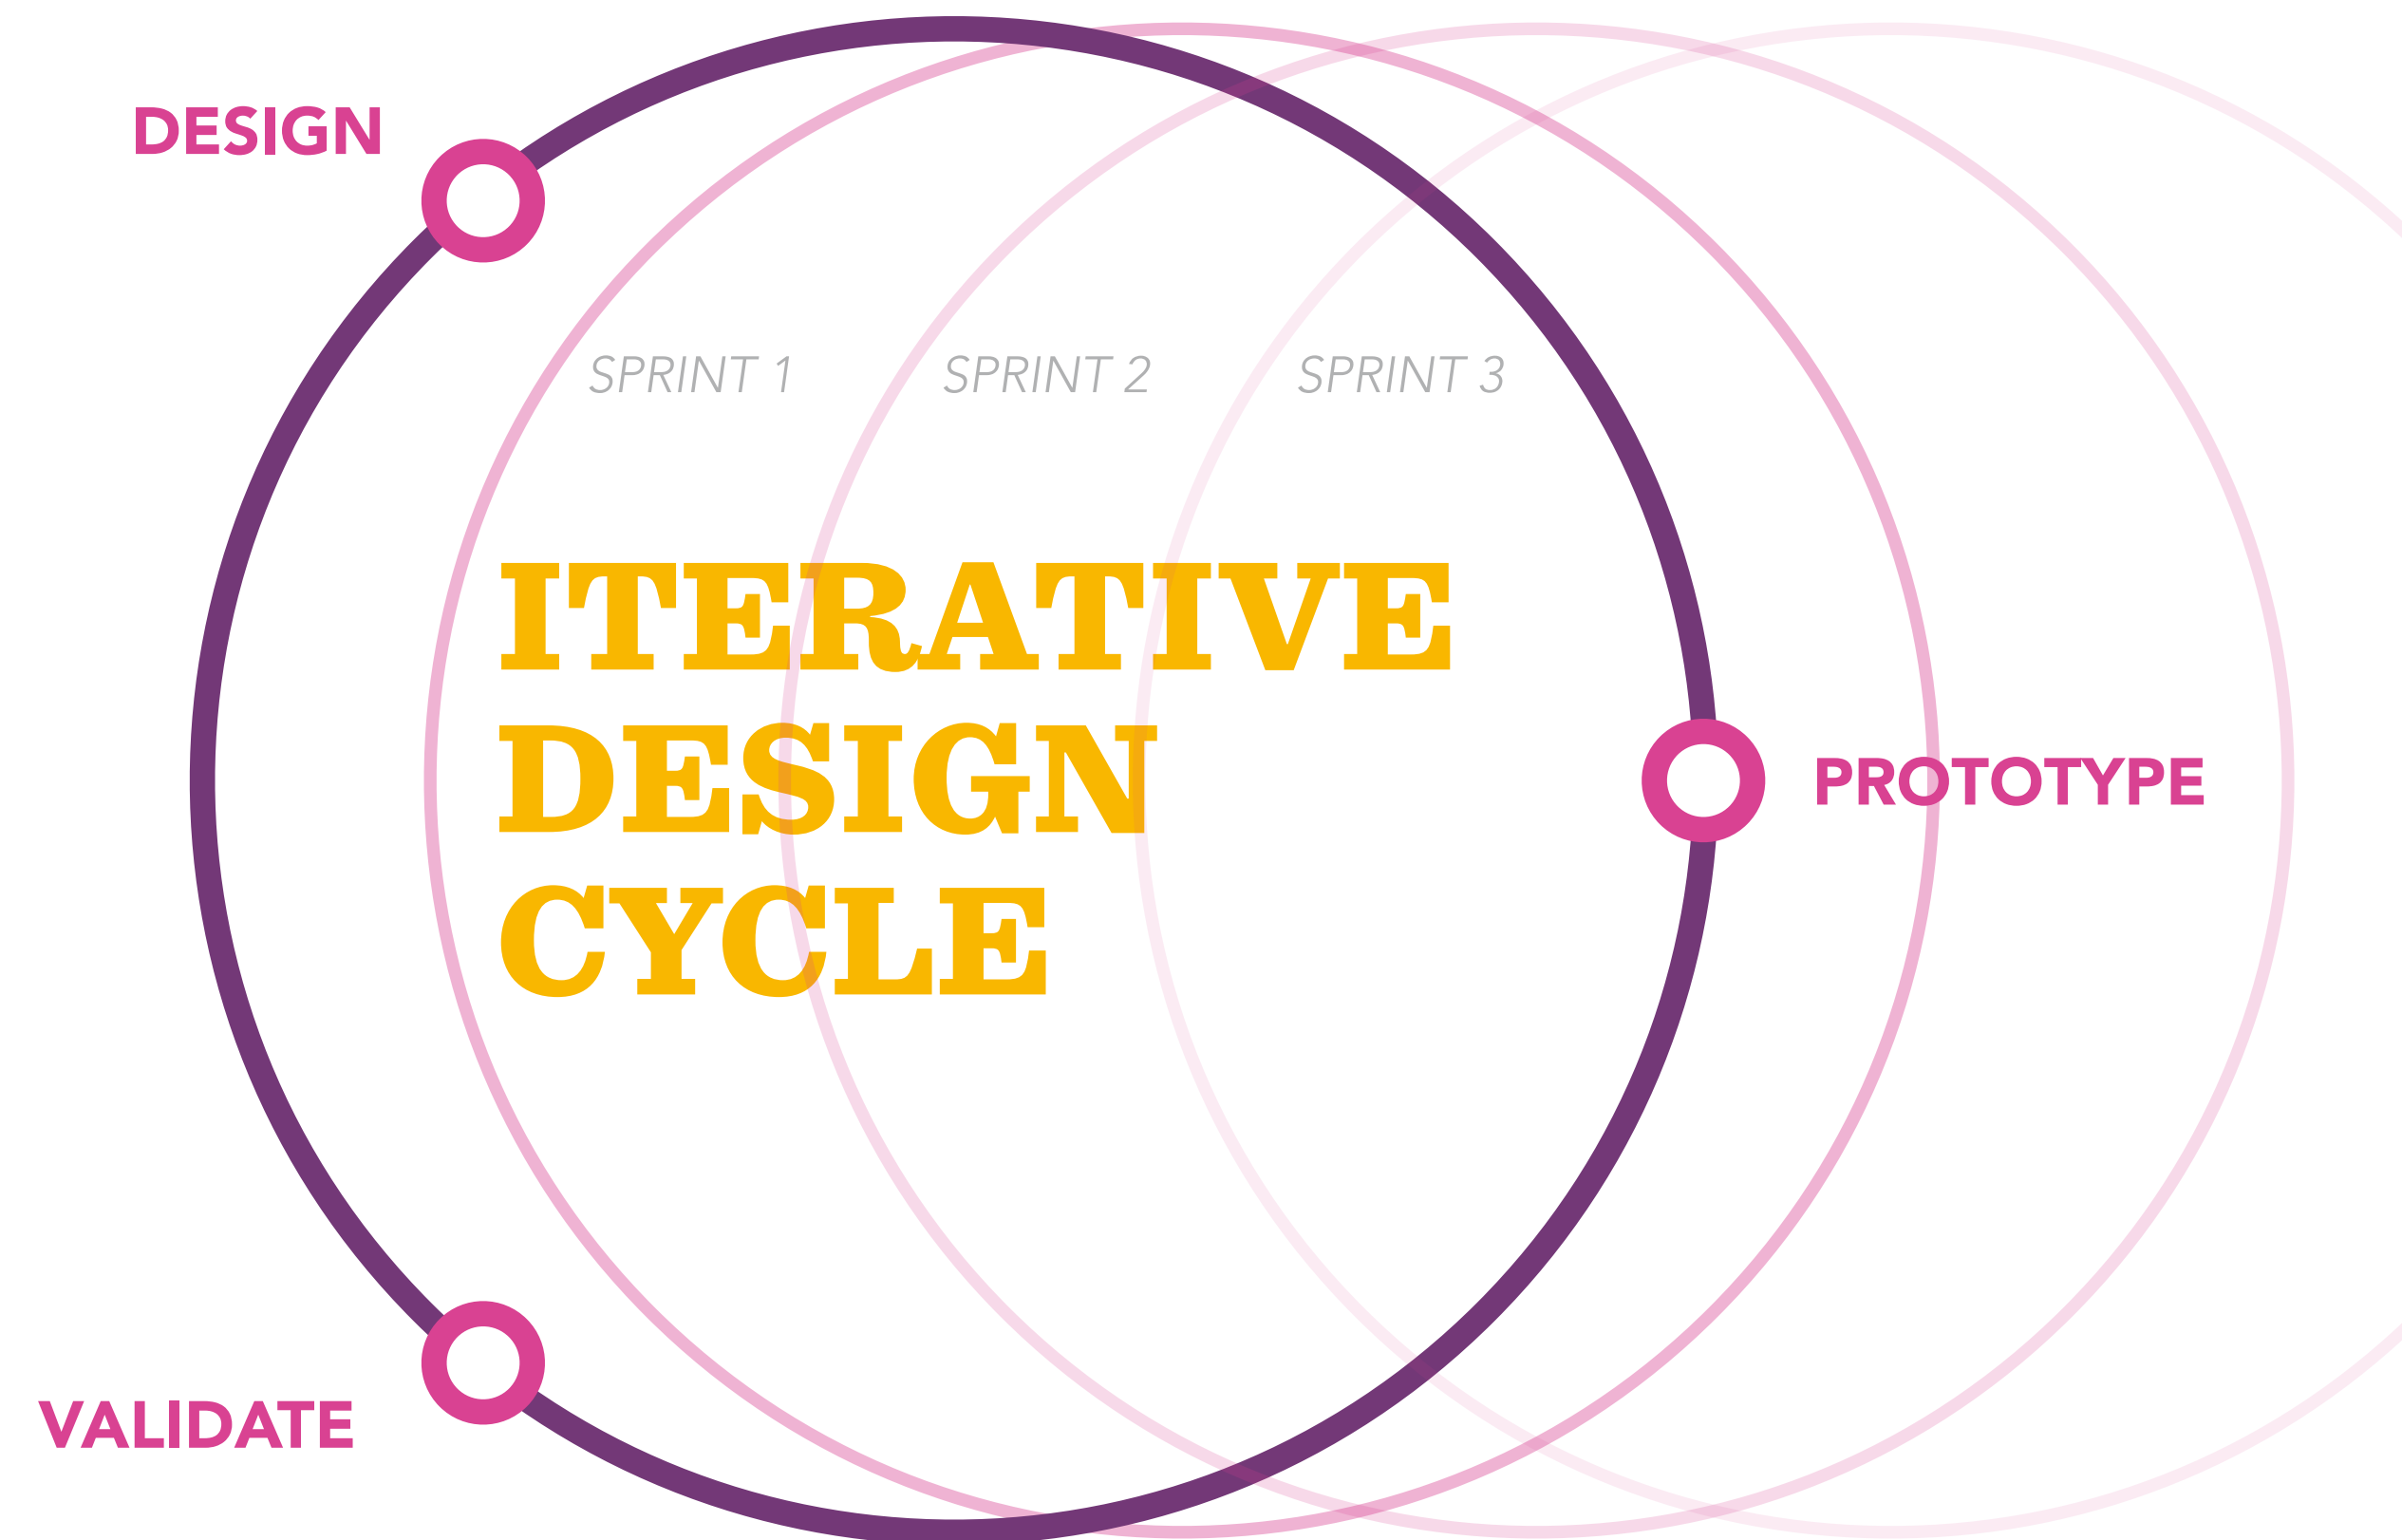 DESIGN
SPRINT 1
SPRINT 2
SPRINT 3
ITERATIVE
DESIGN
CYCLE
PROTOTYPE
VALIDATE